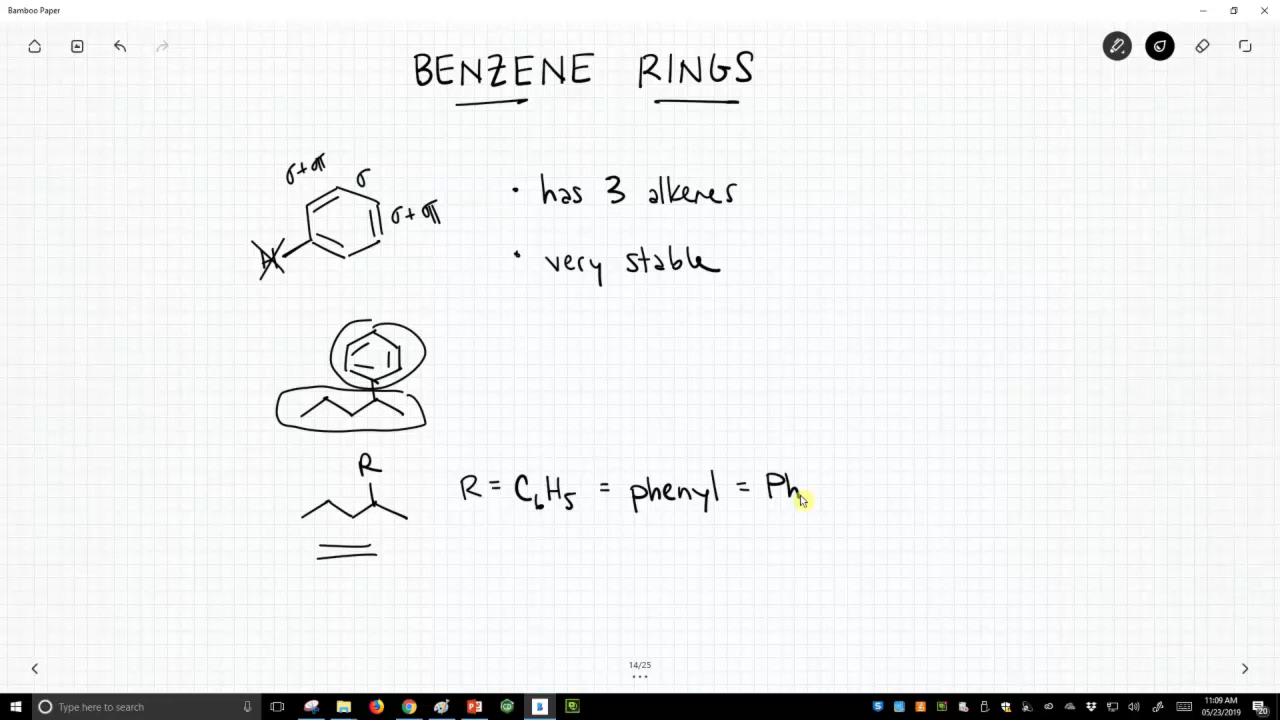 Bamboo Paper
BENZENE RINGS
σ+π
σ
σ+π
• has 3 alkenes
• very stable
R
R = C₆H₅ = phenyl = Ph
14/25
Type here to search
11:09 AM
05/23/2019
20